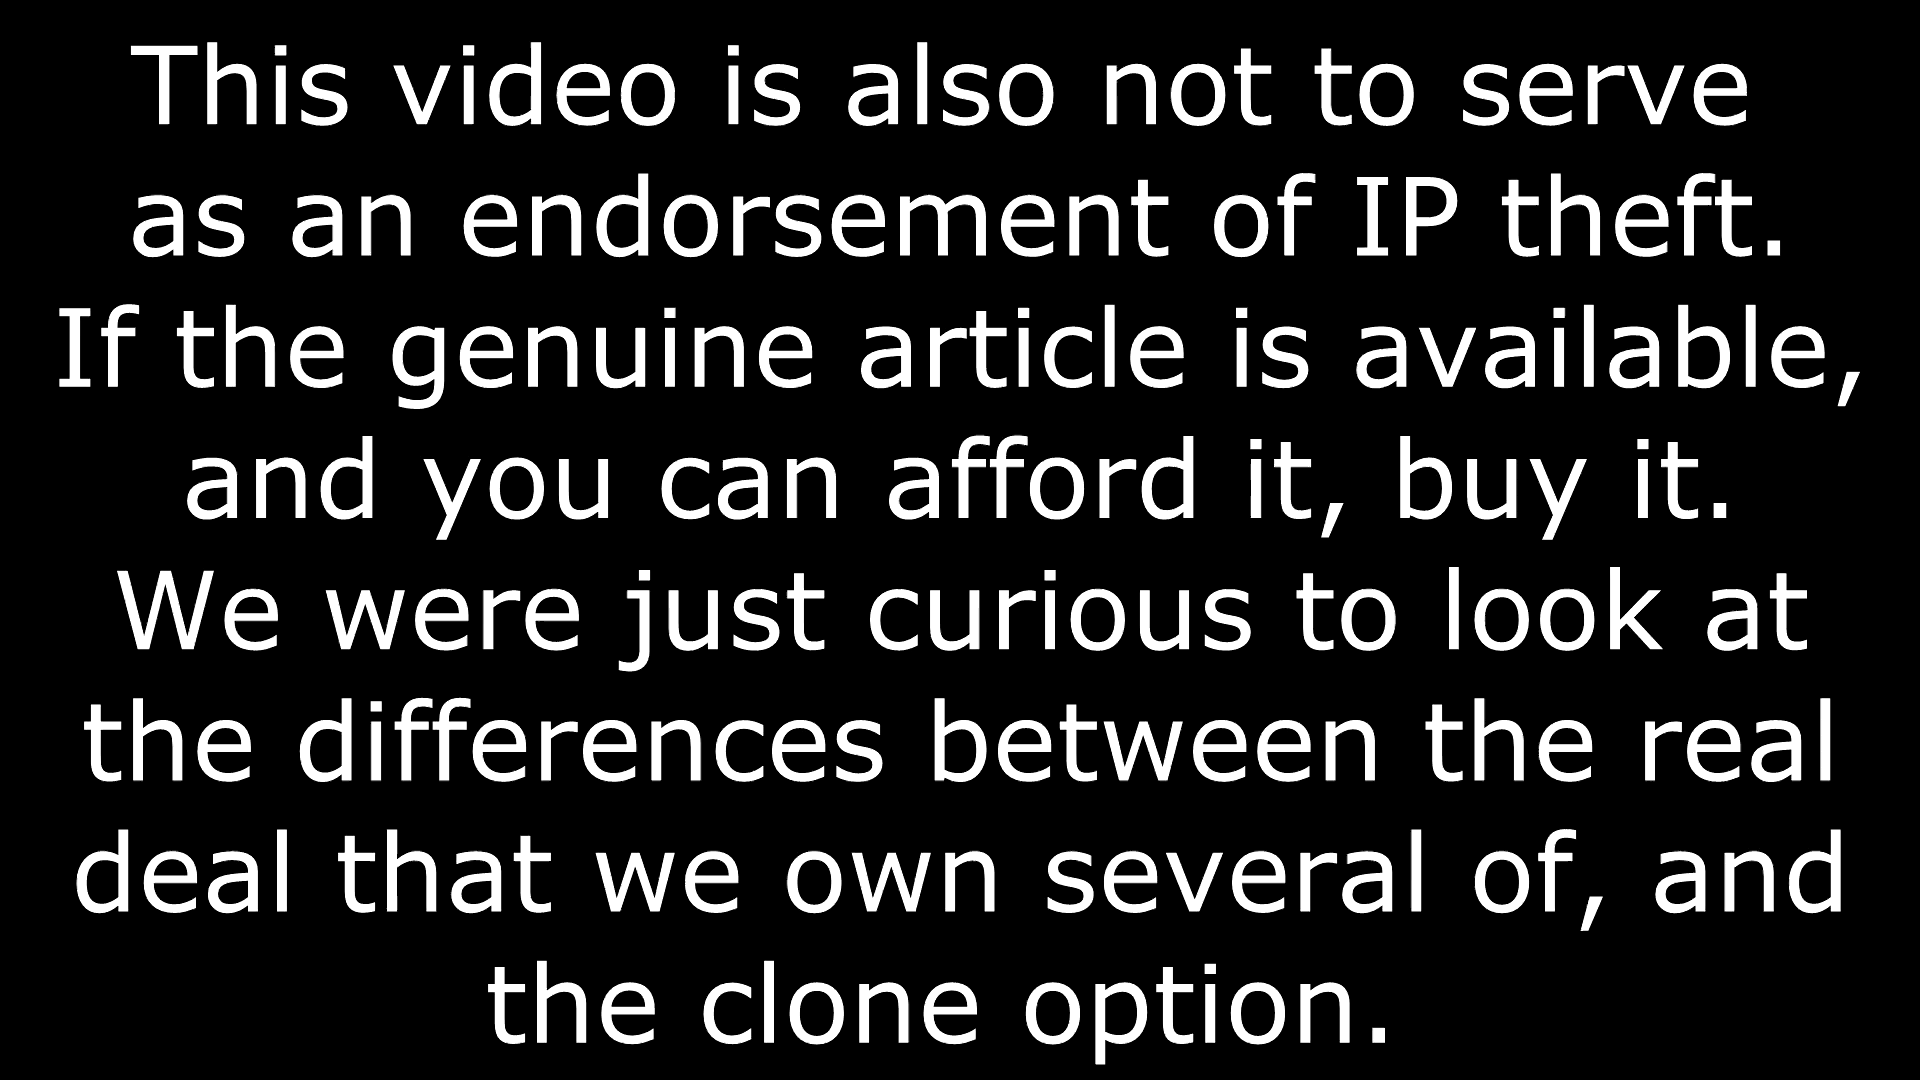 This video is also not to serve
as an endorsement of IP theft.
If the genuine article is available,
and you can afford it, buy it.
We were just curious to look at
the differences between the real
deal that we own several of, and
the clone option.